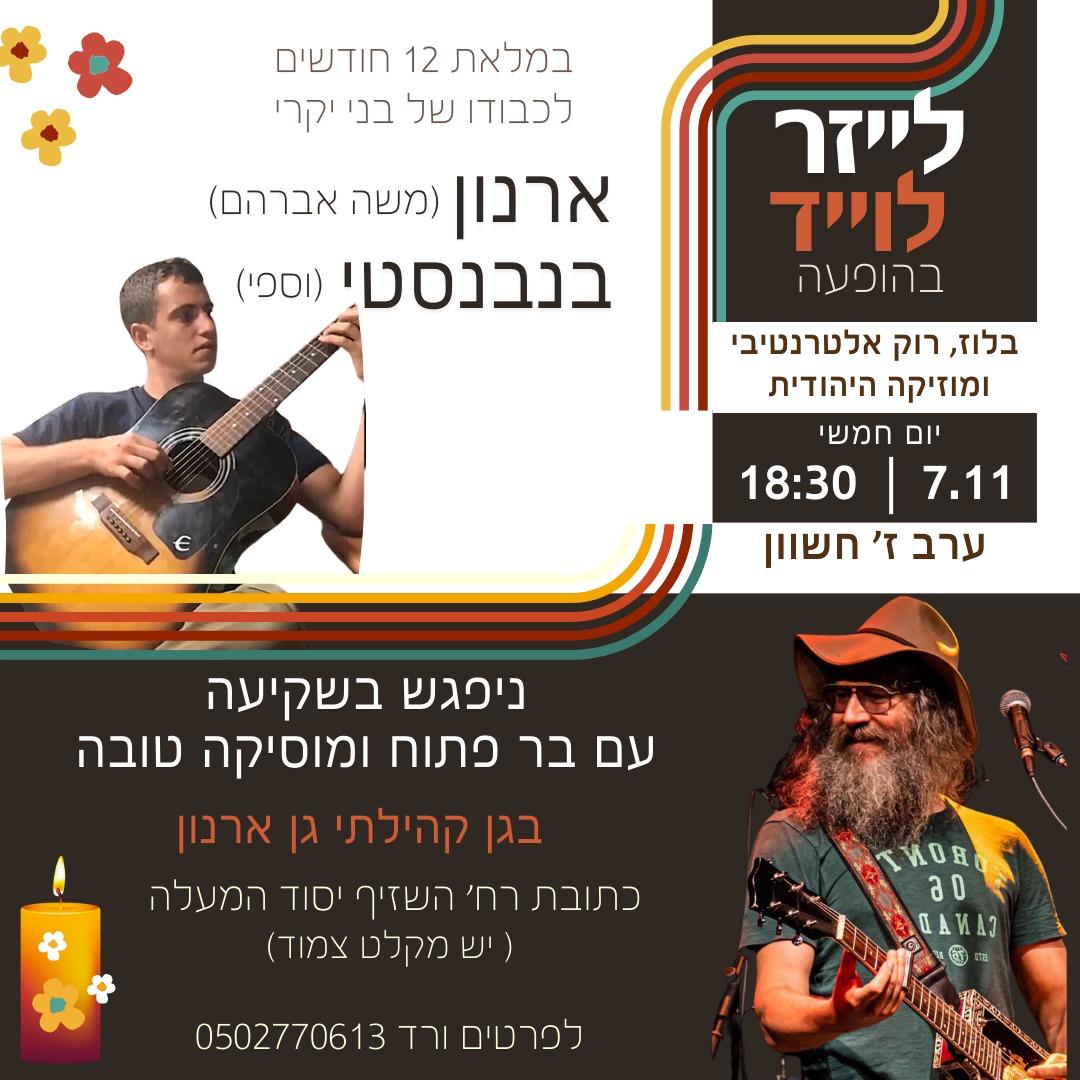 במלאת 12 חודשים
לכבודו של בני יקרי
ארנון (משה אברהם)
בנבנסטי (וספי)
לייזר
לוייד
בהופעה
בלוז, רוק אלטרנטיבי
ומוזיקה היהודית
יום חמשי
7.11 | 18:30
ערב ז׳ חשוון
ניפגש בשקיעה
עם בר פתוח ומוסיקה טובה
בגן קהילתי גן ארנון
כתובת רח׳ השזיף יסוד המעלה
( יש מקלט צמוד)
לפרטים ורד 0502770613